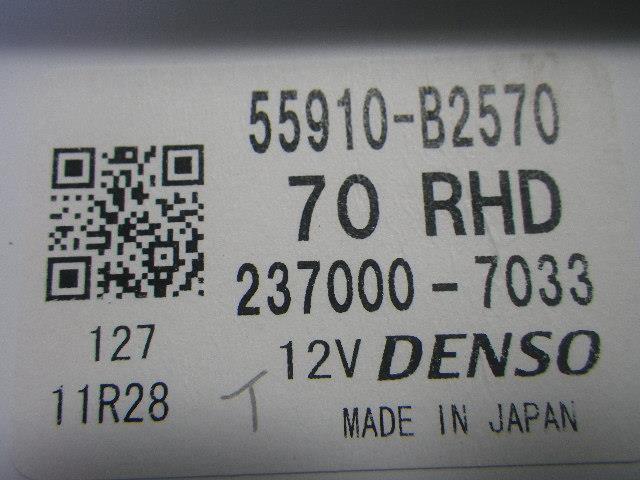 55910-B2570
70 RHD
237000-7033
127
12V DENSO
11R28
MADE IN JAPAN